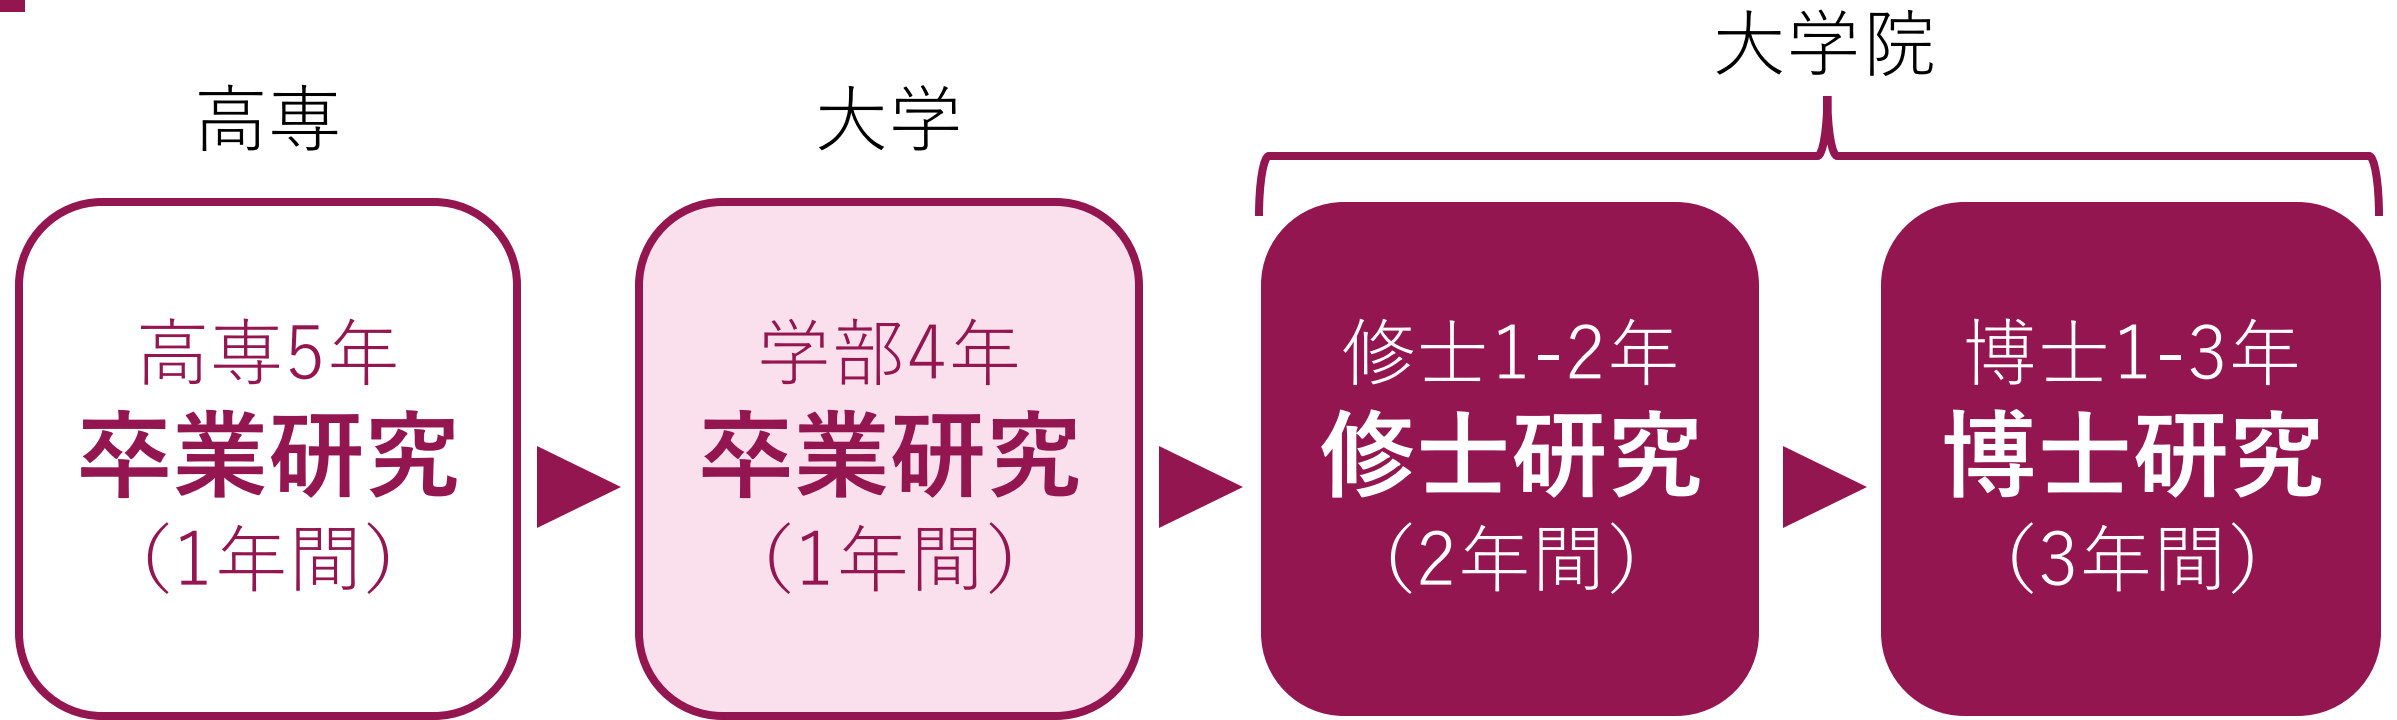 高専
高専5年
卒業研究
（1年間）
大学
学部4年
卒業研究
（1年間）
大学院
修士1-2年
修士研究
（2年間）
博士1-3年
博士研究
（3年間）